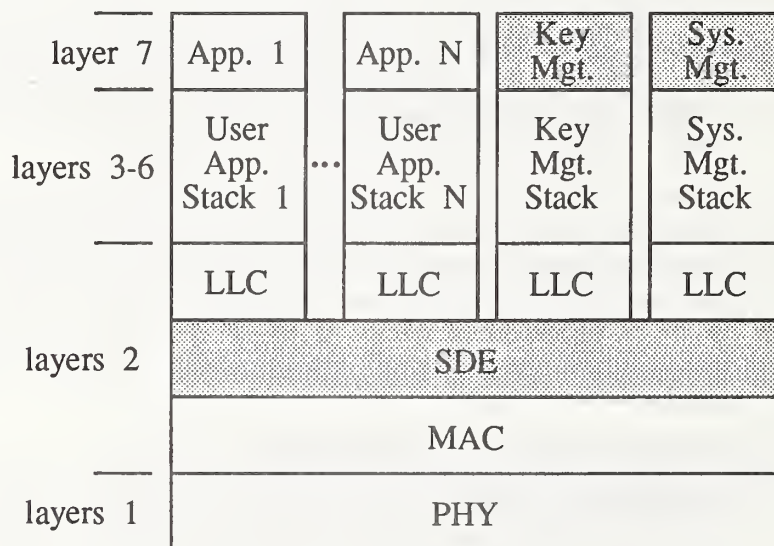 layer 7
App. 1
App. N
Key
Mgt.
Sys.
Mgt.
layers 3-6
User
App.
Stack 1
...
User
App.
Stack N
Key
Mgt.
Stack
Sys.
Mgt.
Stack
LLC
LLC
LLC
LLC
layers 2
SDE
MAC
layers 1
PHY